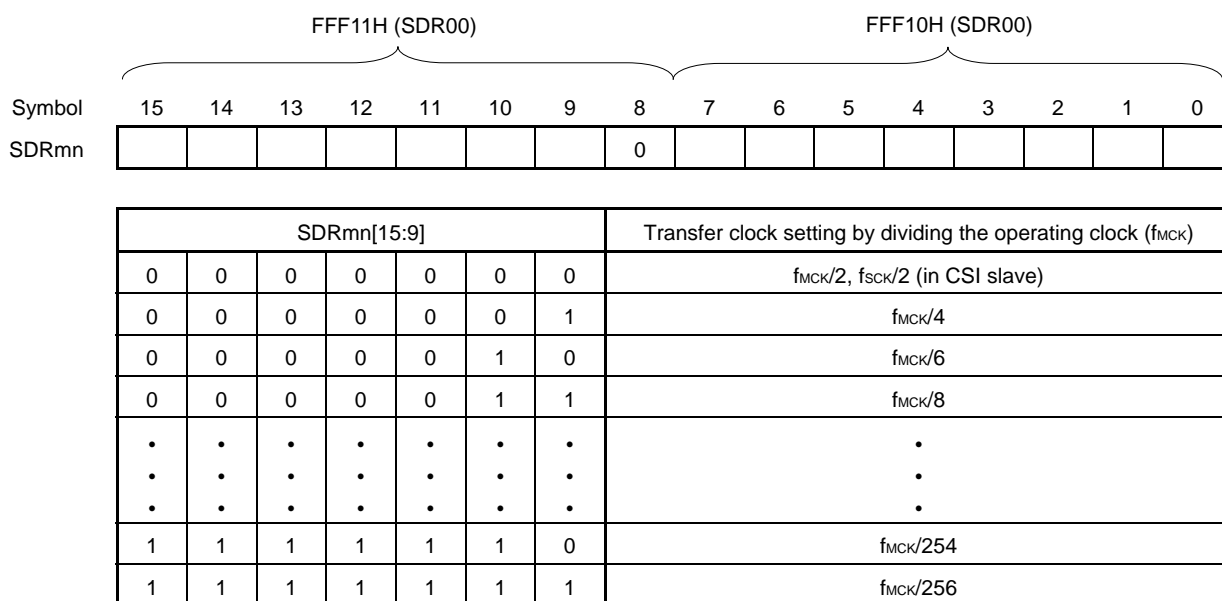 FFF11H (SDR00) FFF10H (SDR00)
Symbol 15 14 13 12 11 10 9 8 7 6 5 4 3 2 1 0
SDRmn 0
SDRmn[15:9] Transfer clock setting by dividing the operating clock (fMCK)
0 0 0 0 0 0 0 fMCK/2, fSCK/2 (in CSI slave)
0 0 0 0 0 0 1 fMCK/4
0 0 0 0 0 1 0 fMCK/6
0 0 0 0 0 1 1 fMCK/8
• • • • • • • •
• • • • • • • •
• • • • • • • •
1 1 1 1 1 1 0 fMCK/254
1 1 1 1 1 1 1 fMCK/256